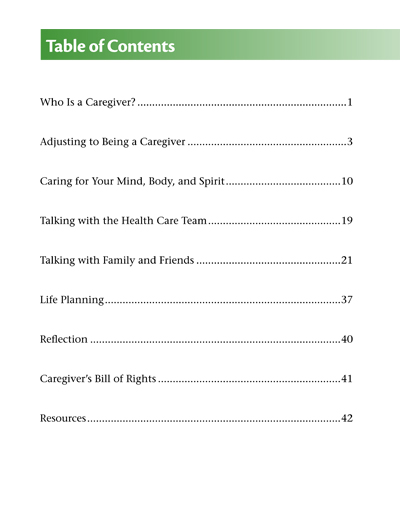 Table of Contents
Who Is a Caregiver?........................................................................1
Adjusting to Being a Caregiver......................................................3
Caring for Your Mind, Body, and Spirit.......................................10
Talking with the Health Care Team.............................................19
Talking with Family and Friends.................................................21
Life Planning................................................................................37
Reflection.....................................................................................40
Caregiver’s Bill of Rights..............................................................41
Resources......................................................................................42